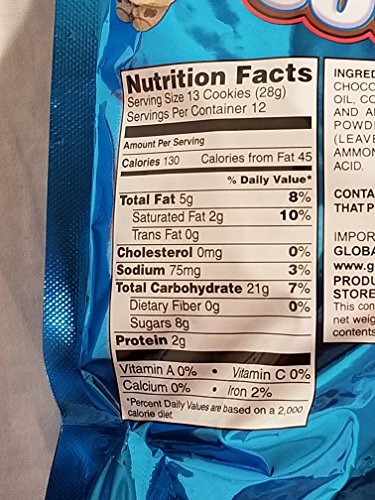 Nutrition Facts
Serving Size 13 Cookies (28g)
Servings Per Container 12
Amount Per Serving
Calories 130 Calories from Fat 45
% Daily Value*
Total Fat 5g 8%
Saturated Fat 2g 10%
Trans Fat 0g
Cholesterol 0mg 0%
Sodium 75mg 3%
Total Carbohydrate 21g 7%
Dietary Fiber 0g 0%
Sugars 8g
Protein 2g
Vitamin A 0% • Vitamin C 0%
Calcium 0% • Iron 2%
*Percent Daily Values are based on a 2,000
calorie diet.
INGRED
CHOCO
OIL, CO
AND A
POWD
(LEAVE
AMMON
ACID.
CONTA
THAT P
IMPOR
GLOBA
www.g
PRODU
STORE
This con
net weig
contents